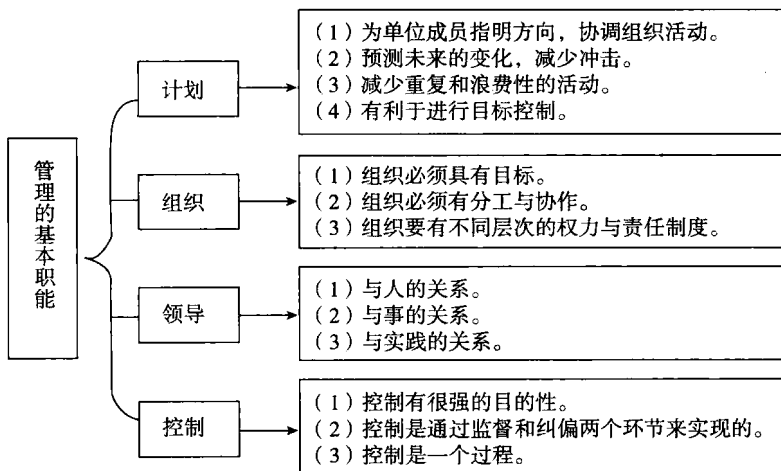 管理的基本职能
计划
（1）为单位成员指明方向，协调组织活动。
（2）预测未来的变化，减少冲击。
（3）减少重复和浪费性的活动。
（4）有利于进行目标控制。
组织
（1）组织必须具有目标。
（2）组织必须有分工与协作。
（3）组织要有不同层次的权力与责任制度。
领导
（1）与人的关系。
（2）与事的关系。
（3）与实践的关系。
控制
（1）控制有很强的目的性。
（2）控制是通过监督和纠偏两个环节来实现的。
（3）控制是一个过程。